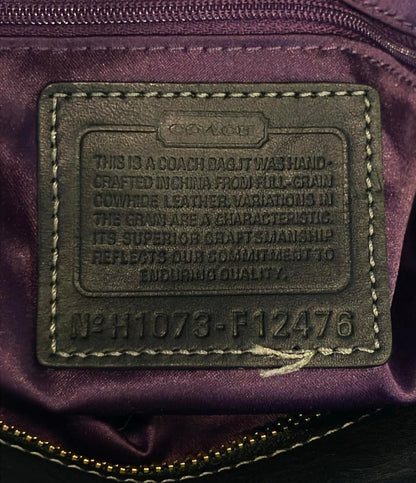 COACH
THIS IS A COACH BAG. IT WAS HAND-
CRAFTED IN CHINA FROM FULL-GRAIN
COWHIDE LEATHER. VARIATIONS IN
THE GRAIN ARE A CHARACTERISTIC.
ITS SUPERIOR CRAFTSMANSHIP
REFLECTS OUR COMMITMENT TO
ENDURING QUALITY.
Nº H1073-F12476